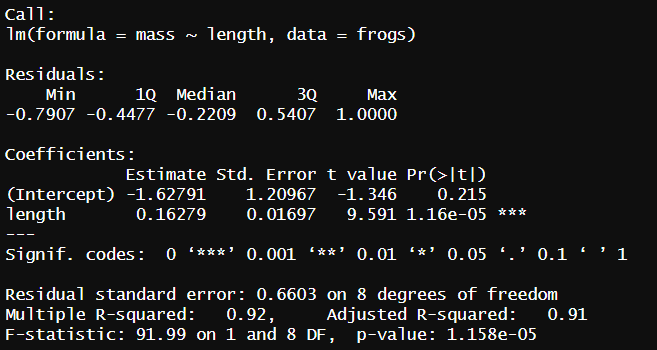 Call:
lm(formula = mass ~ length, data = frogs)
Residuals:
    Min      1Q  Median      3Q     Max
-0.7907 -0.4477 -0.2209  0.5407  1.0000
Coefficients:
            Estimate Std. Error t value Pr(>|t|)
(Intercept) -1.62791    1.20967  -1.346    0.215
length       0.16279    0.01697   9.591 1.16e-05 ***
---
Signif. codes:  0 ‘***’ 0.001 ‘**’ 0.01 ‘*’ 0.05 ‘.’ 0.1 ‘ ’ 1
Residual standard error: 0.6603 on 8 degrees of freedom
Multiple R-squared:   0.92,	Adjusted R-squared:   0.91
F-statistic: 91.99 on 1 and 8 DF,  p-value: 1.158e-05